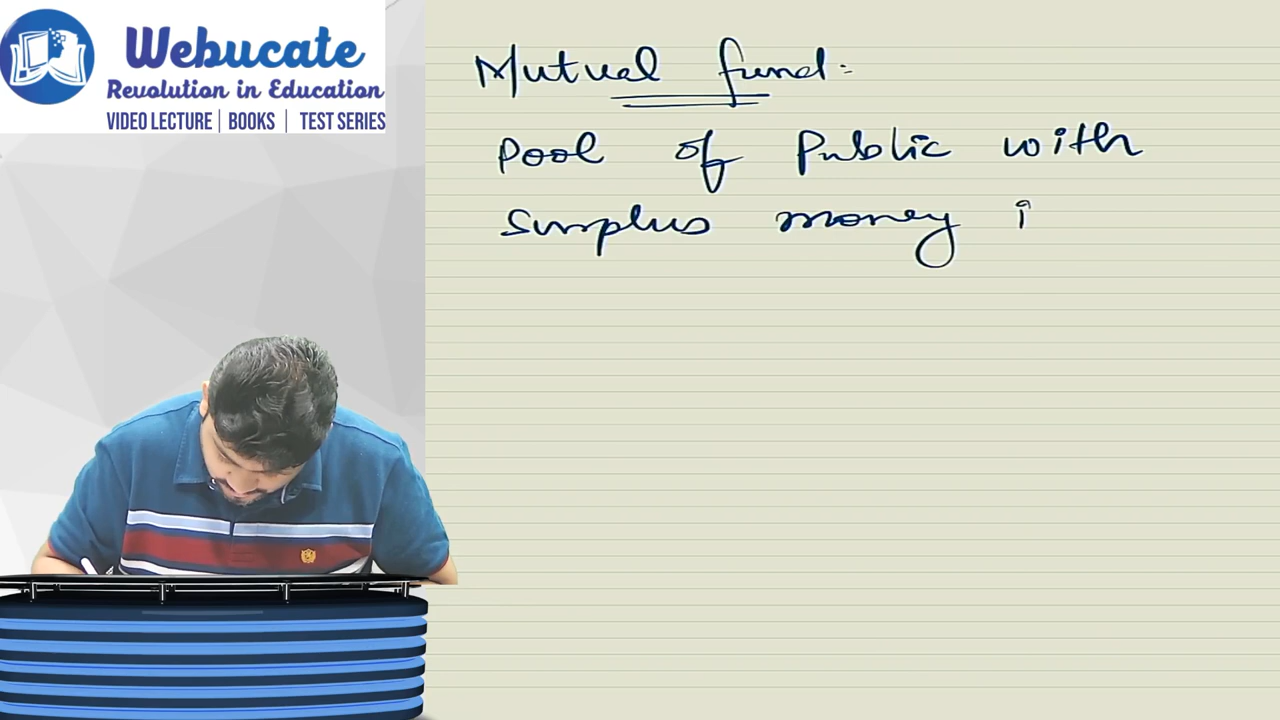 Webucate
Revolution in Education
VIDEO LECTURE | BOOKS | TEST SERIES
Mutual fund:
Pool of Public with
Surplus money i